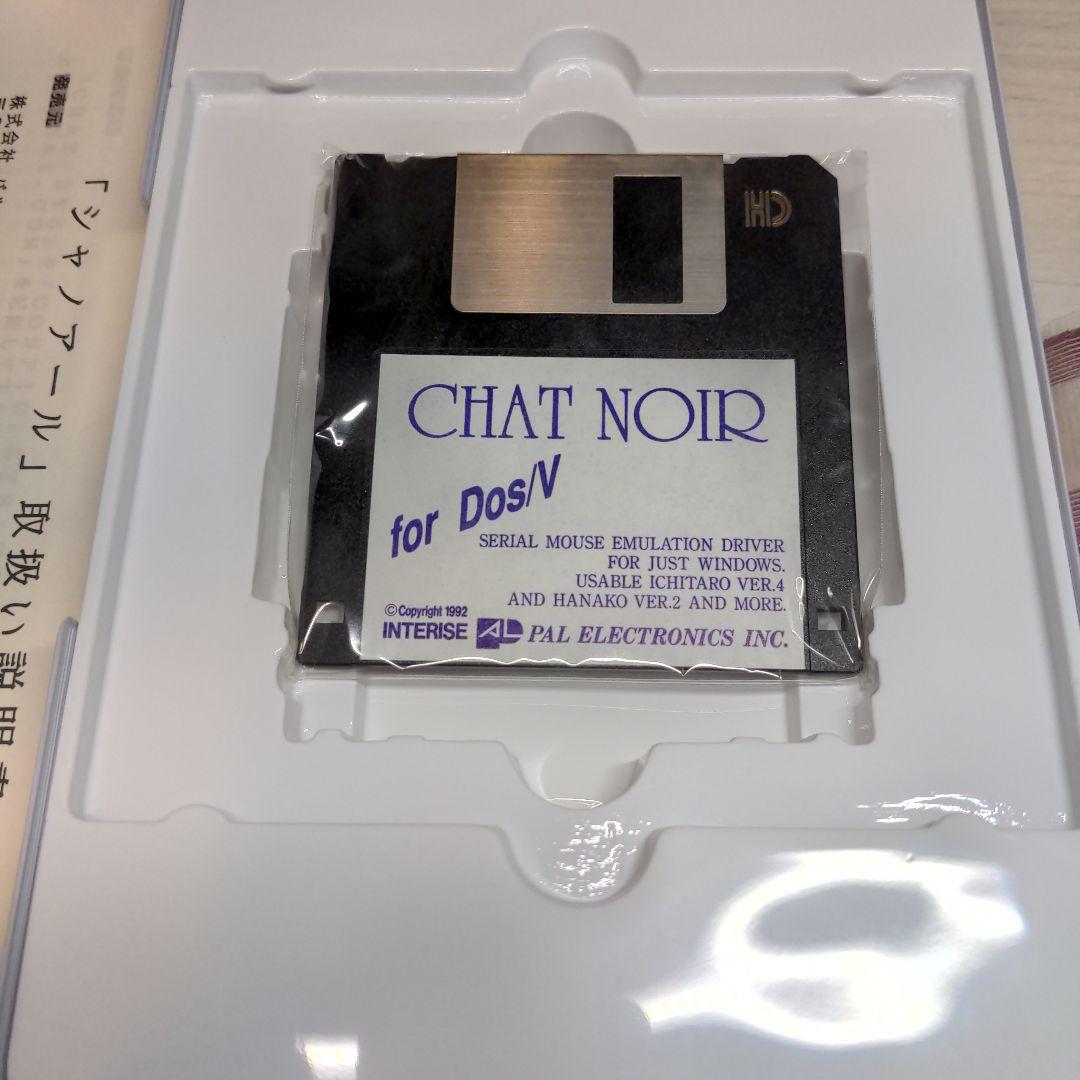 HD
CHAT NOIR
for Dos/V
SERIAL MOUSE EMULATION DRIVER
FOR JUST WINDOWS.
USABLE ICHITARO VER.4
AND HANAKO VER.2 AND MORE.
©Copyright 1992
INTERISE PAL ELECTRONICS INC.
「シャノアール」取扱い説明
発売元
株式会社